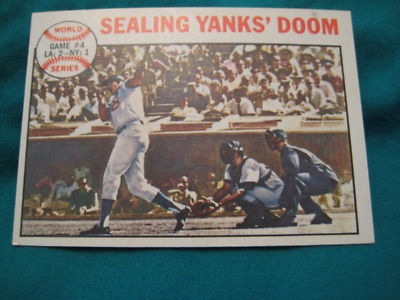 SEALING YANKS' DOOM
WORLD
GAME #4
LA: 2-NY: 1
SERIES